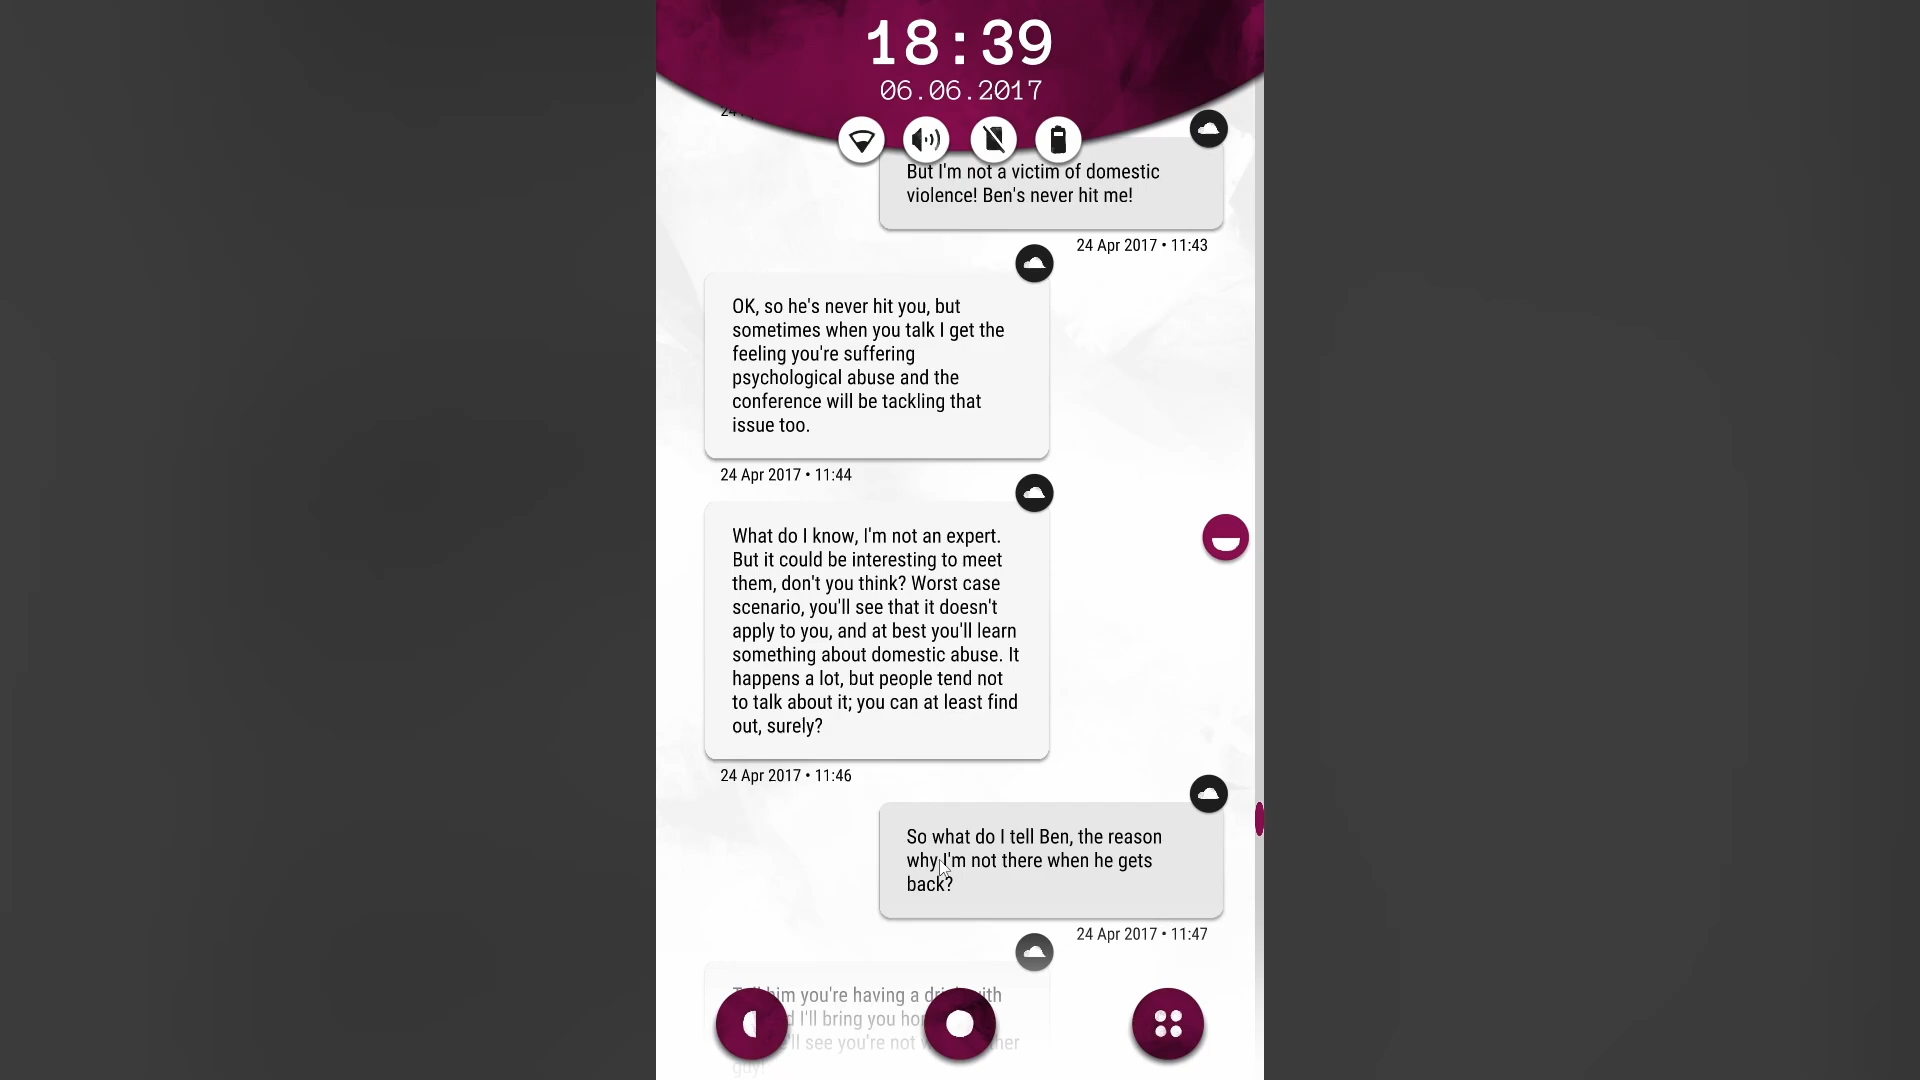 18:39
06.06.2017
24
But I'm not a victim of domestic
violence! Ben's never hit me!
24 Apr 2017 • 11:43
OK, so he's never hit you, but
sometimes when you talk I get the
feeling you're suffering
psychological abuse and the
conference will be tackling that
issue too.
24 Apr 2017 • 11:44
What do I know, I'm not an expert.
But it could be interesting to meet
them, don't you think? Worst case
scenario, you'll see that it doesn't
apply to you, and at best you'll learn
something about domestic abuse. It
happens a lot, but people tend not
to talk about it; you can at least find
out, surely?
24 Apr 2017 • 11:46
So what do I tell Ben, the reason
why I'm not there when he gets
back?
24 Apr 2017 • 11:47
him you're having a
I'll bring you
see you're not
guy!